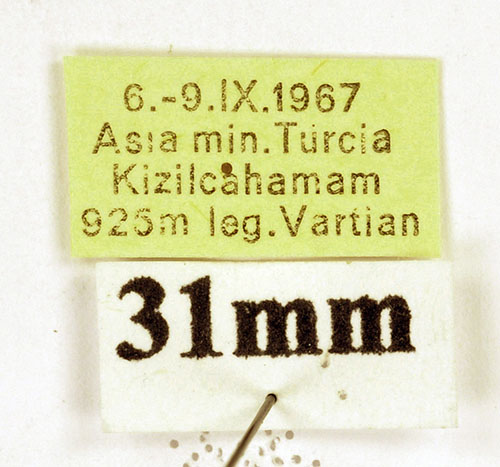 6.-9.IX.1967
Asia min.Turcia
Kizilcahamam
925m leg.Vartian
31mm